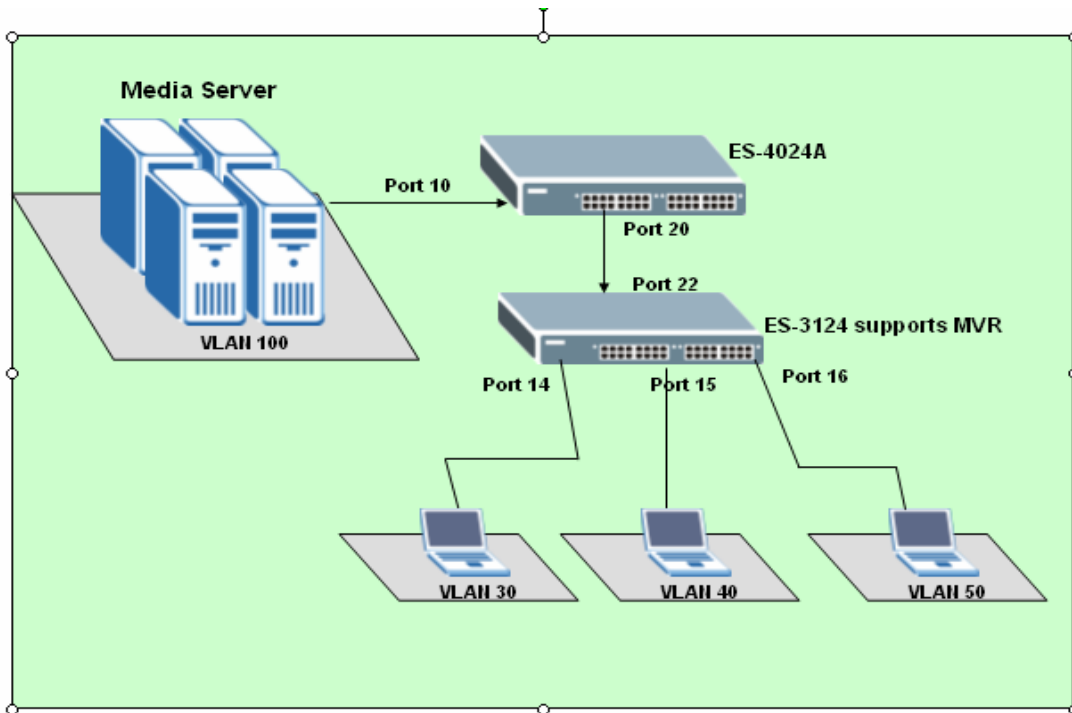 Media Server
ES-4024A
Port 10
Port 20
Port 22
ES-3124 supports MVR
VLAN 100
Port 14
Port 15
Port 16
VLAN 30
VLAN 40
VLAN 50